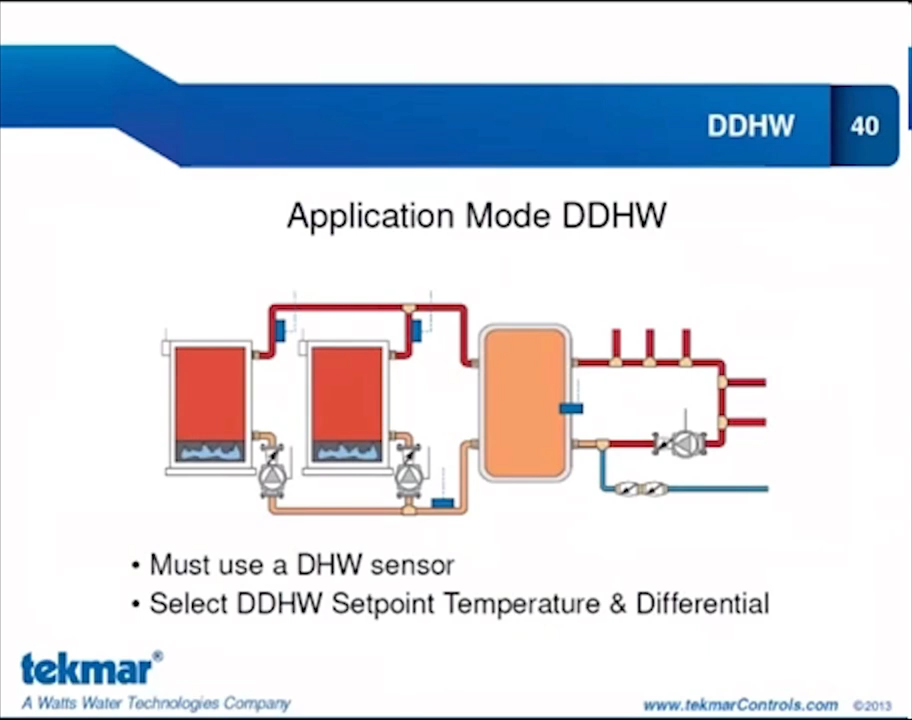 DDHW
40
Application Mode DDHW
• Must use a DHW sensor
• Select DDHW Setpoint Temperature & Differential
tekmar®
A Watts Water Technologies Company
www.tekmarControls.com ©2013